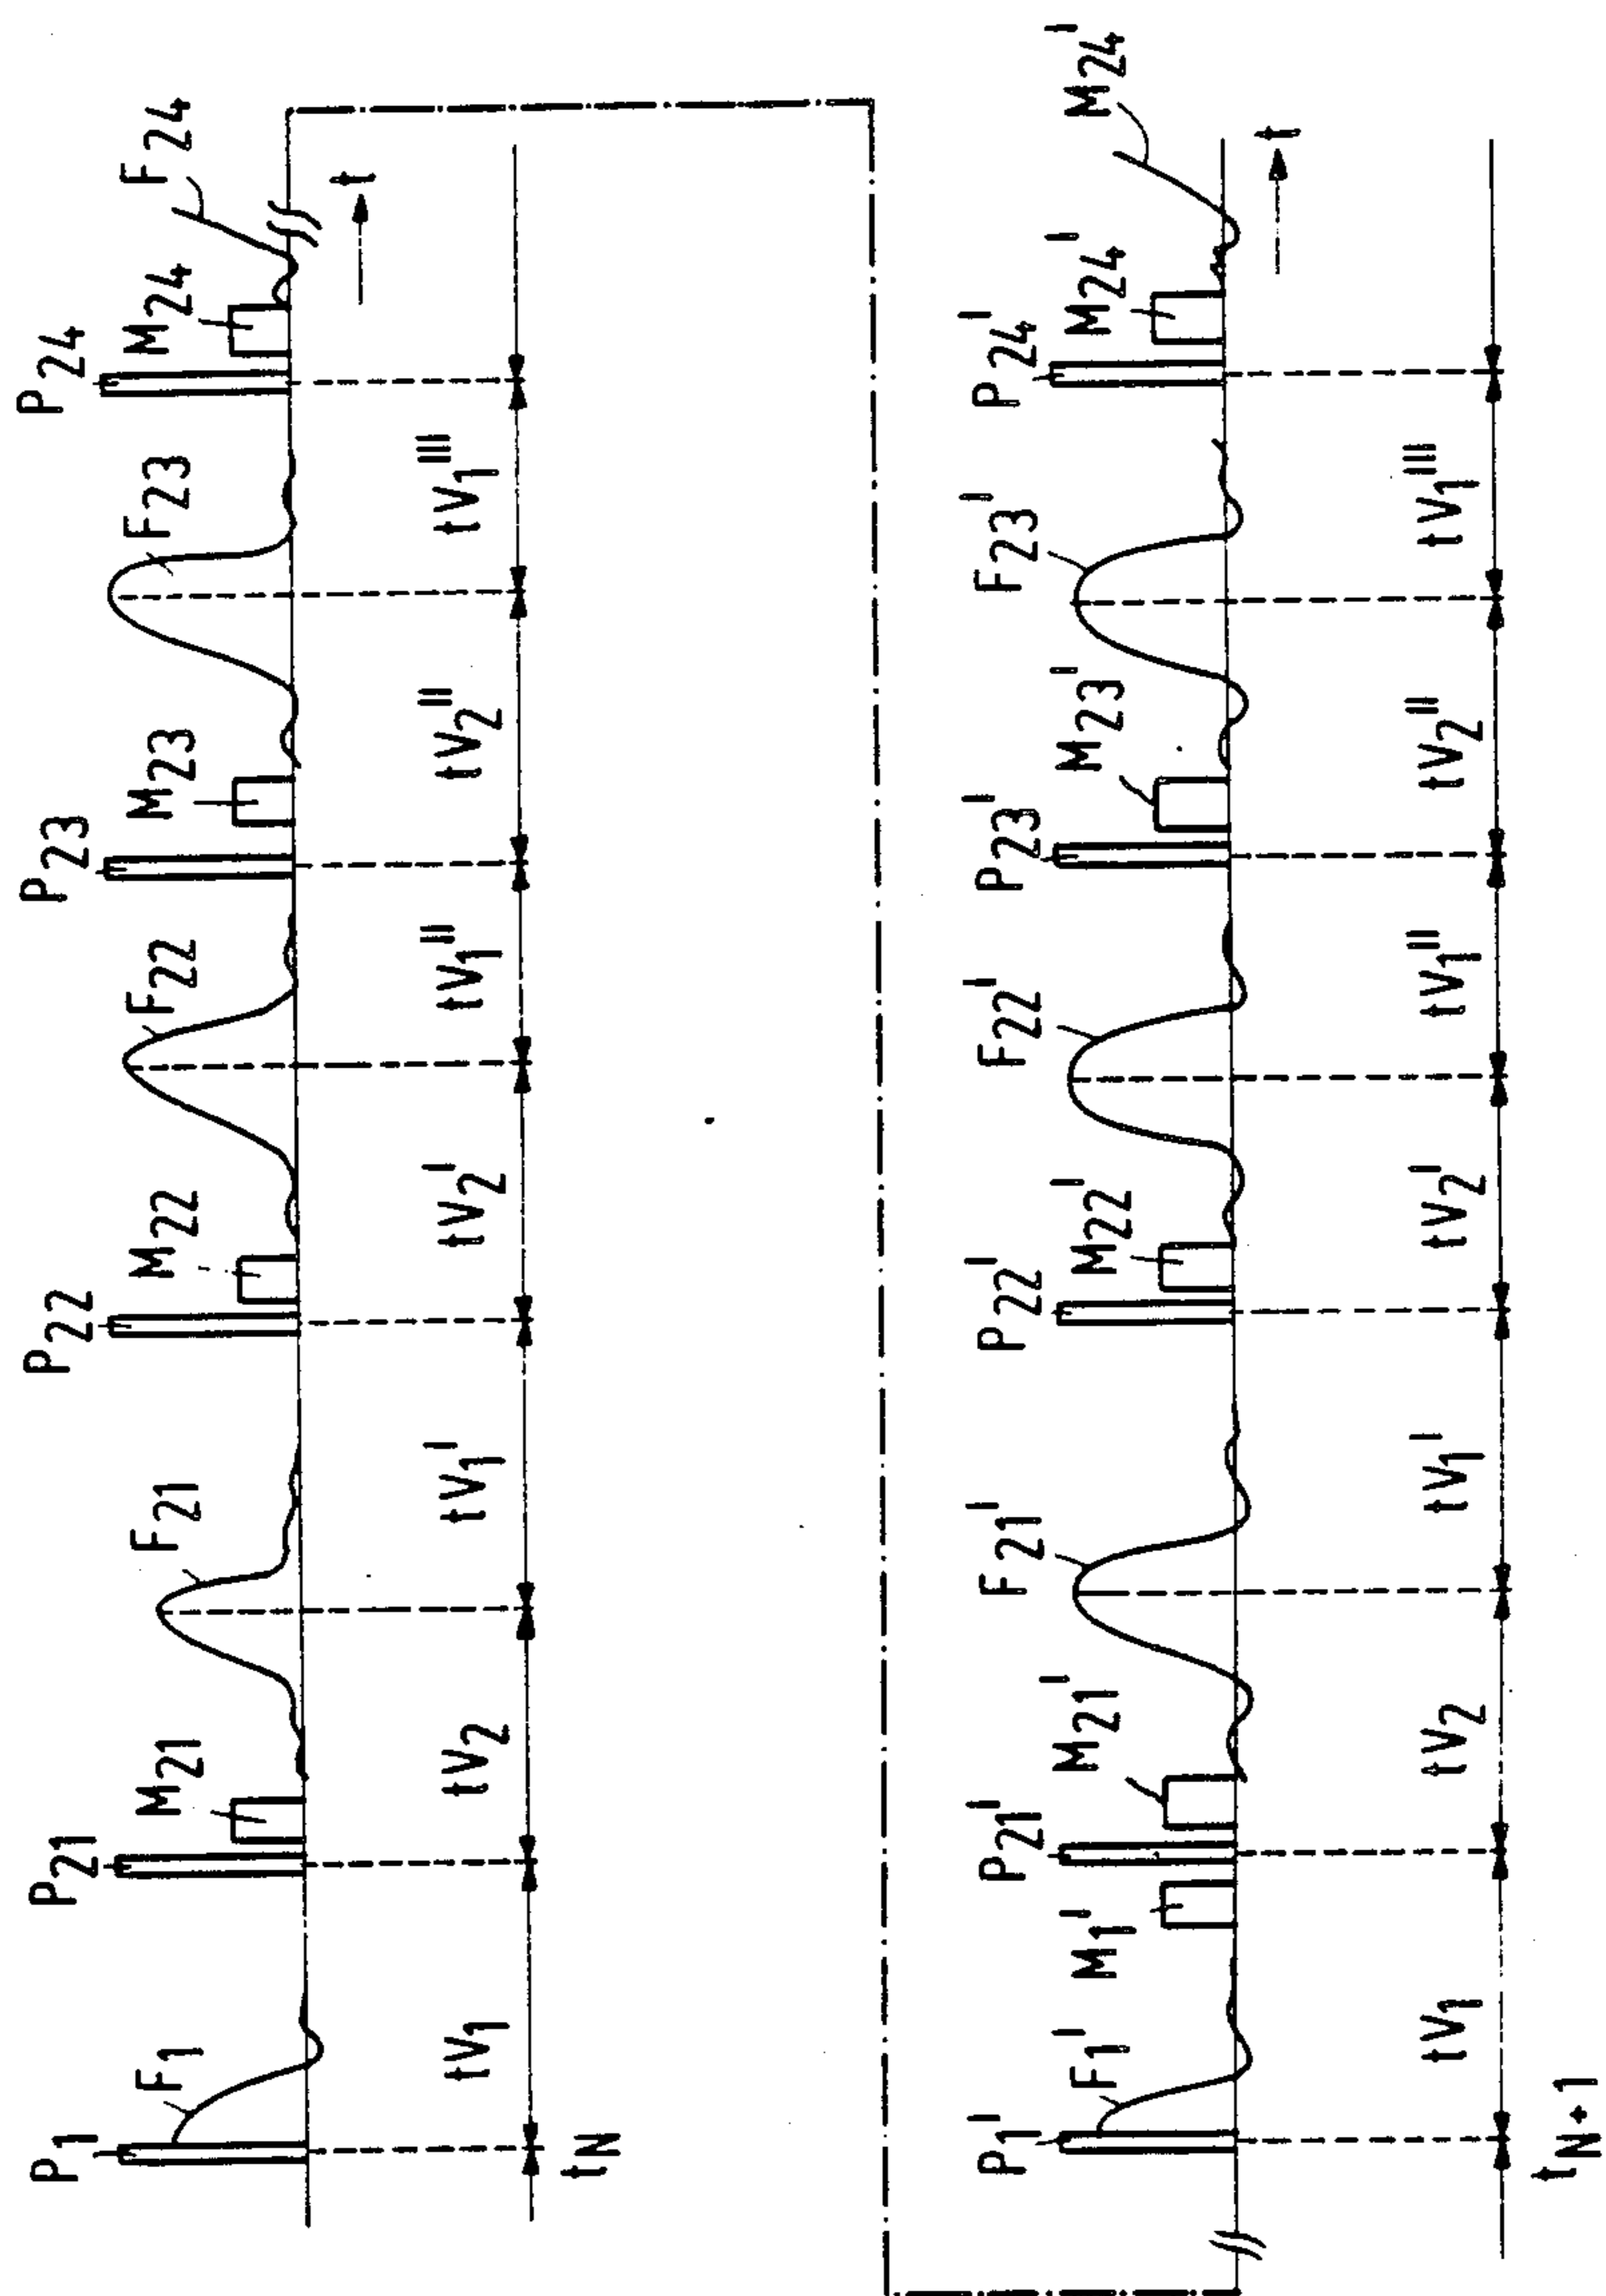 P1 P21 P22 P23 P24
F1 M21 F21 M22 F22 M23 F23 M24 F24
t
tV1 tV2 tV1' tV2' tV1'' tV2'' tV1'''
tN
P1' P21' P22' P23' P24'
F1' M1' M21' F21' M22' F22' M23' F23' M24' M24'
t
tV1 tV2 tV1' tV2' tV1'' tV2'' tV1'''
tN+1